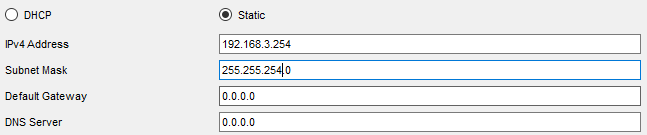 DHCP Static
IPv4 Address 192.168.3.254
Subnet Mask 255.255.254.0
Default Gateway 0.0.0.0
DNS Server 0.0.0.0